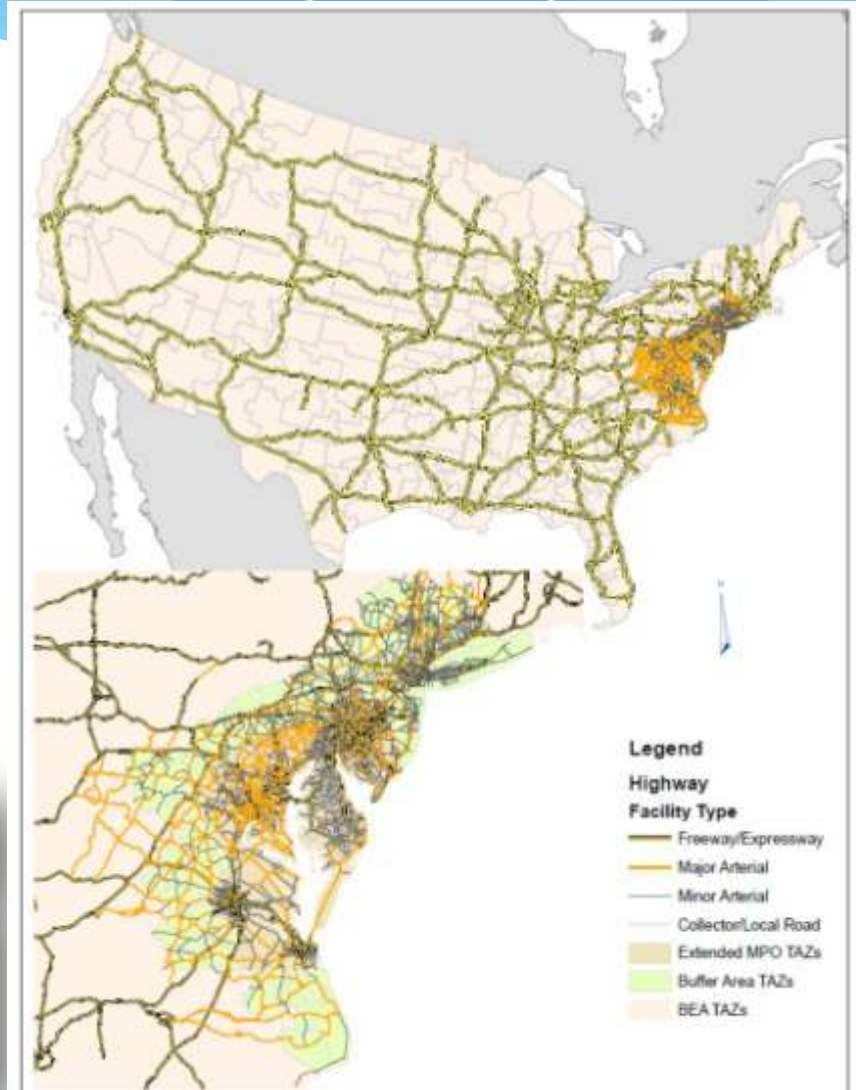 Legend
Highway
Facility Type
Freeway/Expressway
Major Arterial
Minor Arterial
Collector/Local Road
Extended MPO TAZs
Buffer Area TAZs
BEA TAZs